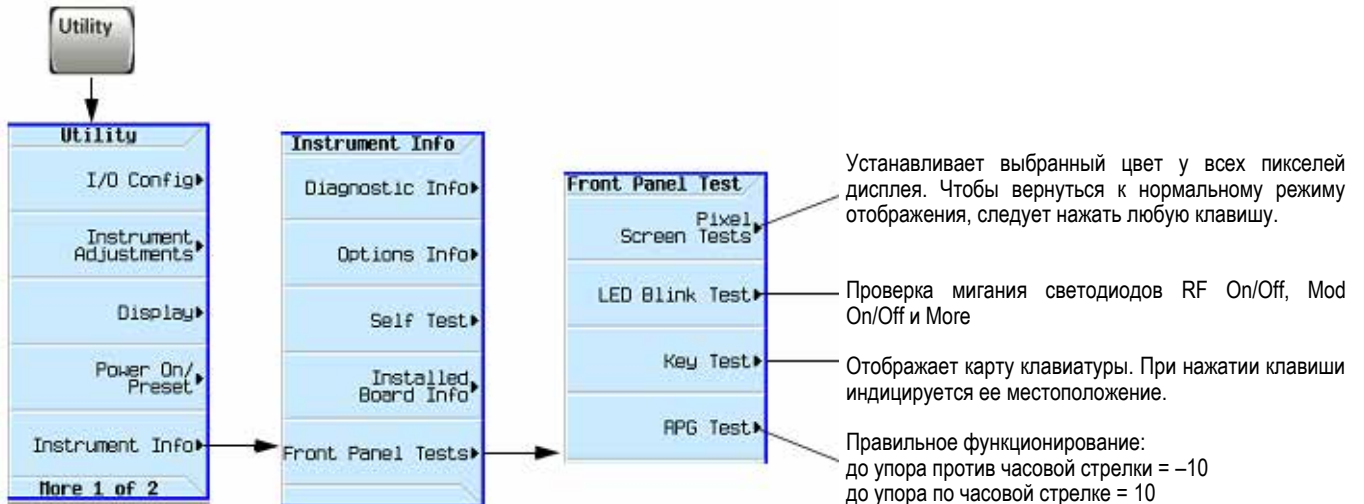 Utility
Utility
I/O Config
Instrument
Adjustments
Display
Power On/
Preset
Instrument Info
More 1 of 2
Instrument Info
Diagnostic Info
Options Info
Self Test
Installed
Board Info
Front Panel Tests
Front Panel Test
Pixel
Screen Tests
LED Blink Test
Key Test
RPG Test
Устанавливает выбранный цвет у всех пикселей
дисплея. Чтобы вернуться к нормальному режиму
отображения, следует нажать любую клавишу.
Проверка мигания светодиодов RF On/Off, Mod
On/Off и More
Отображает карту клавиатуры. При нажатии клавиши
индицируется ее местоположение.
Правильное функционирование:
до упора против часовой стрелки = –10
до упора по часовой стрелке = 10